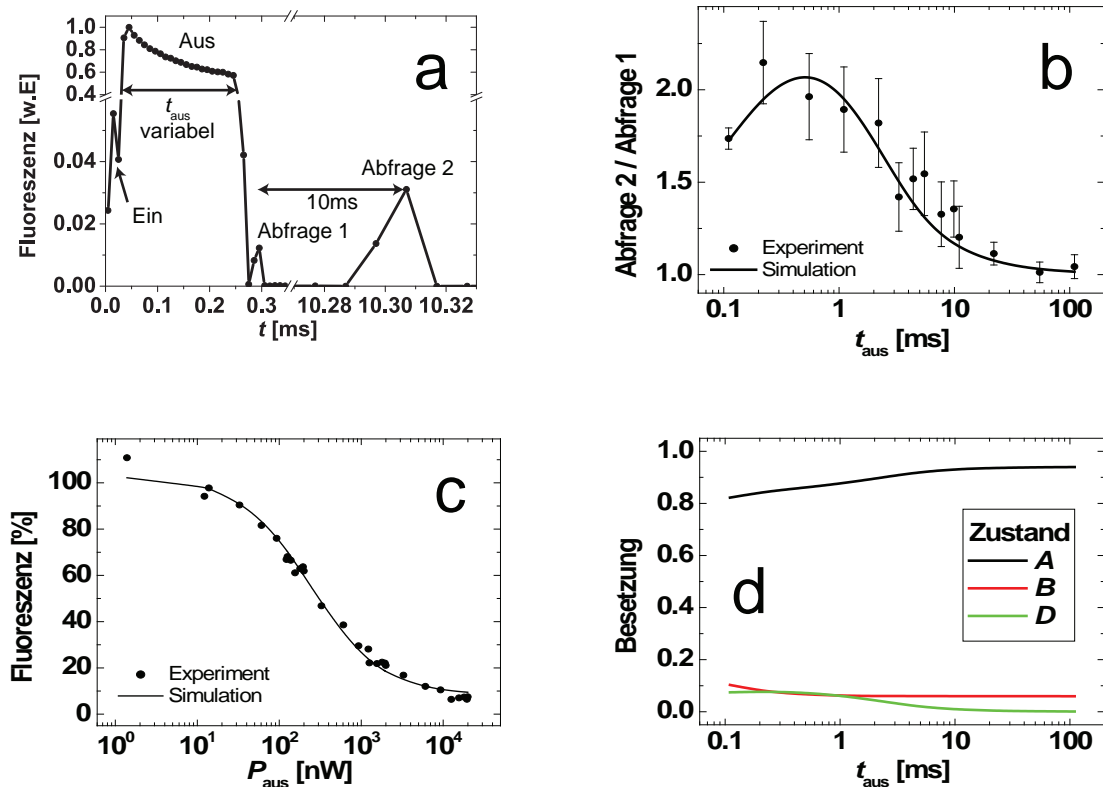 a
Fluoreszenz [w.E]
1.0
0.8
0.6
0.4
0.04
0.02
0.00
Aus
t aus
variabel
Ein
Abfrage 2
10ms
Abfrage 1
0.0 0.1 0.2 0.3 10.28 10.30 10.32
t [ms]
b
Abfrage 2 / Abfrage 1
2.0
1.5
1.0
Experiment
Simulation
0.1 1 10 100
t aus [ms]
c
Fluoreszenz [%]
100
80
60
40
20
0
Experiment
Simulation
10^0 10^1 10^2 10^3 10^4
P aus [nW]
d
Besetzung
1.0
0.8
0.6
0.4
0.2
0.0
Zustand
A
B
D
0.1 1 10 100
t aus [ms]